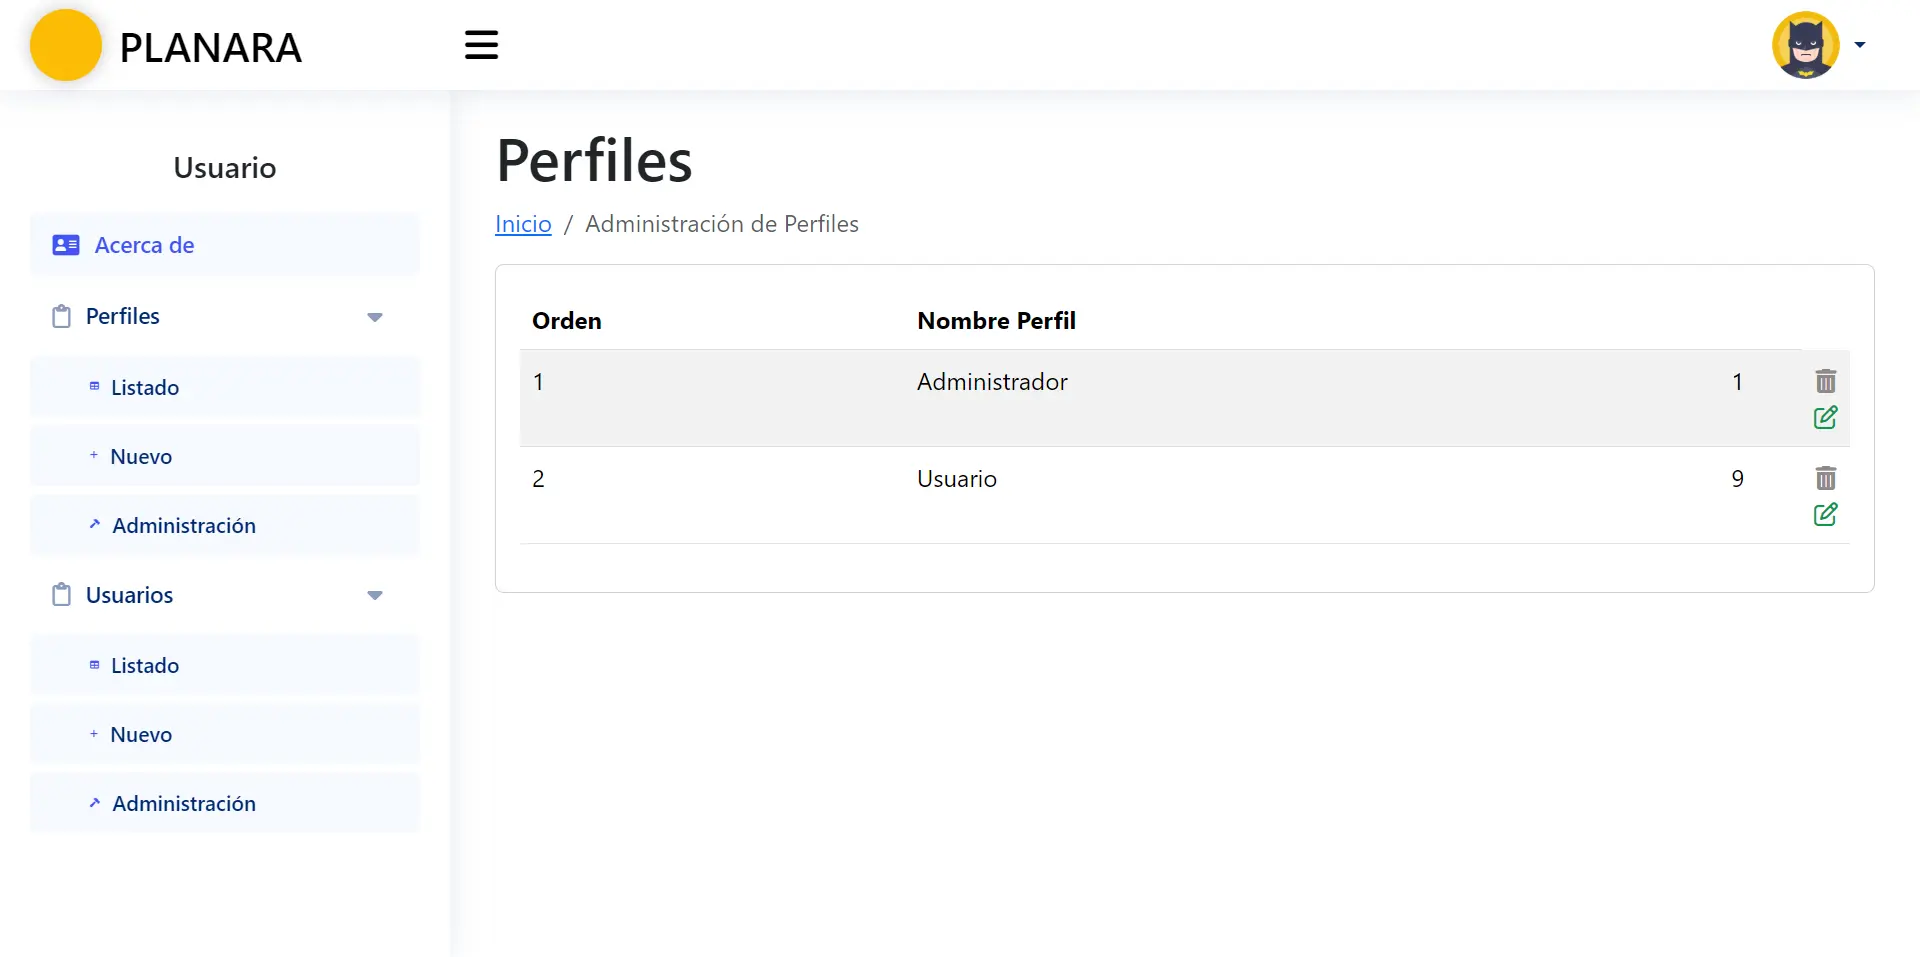 PLANARA
Usuario
Acerca de
Perfiles
Listado
Nuevo
Administración
Usuarios
Listado
Nuevo
Administración
Perfiles
Inicio / Administración de Perfiles
Orden Nombre Perfil
1 Administrador 1
2 Usuario 9